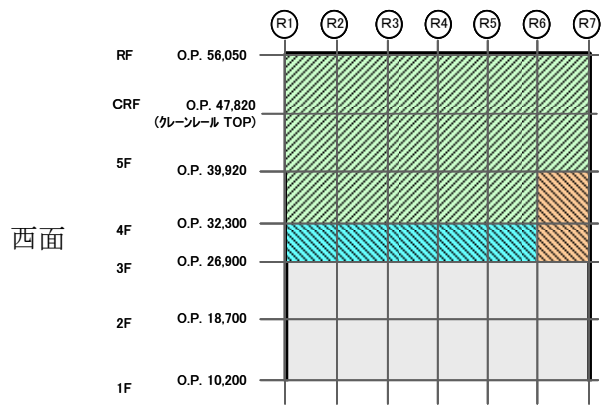 R1 R2 R3 R4 R5 R6 R7
RF O.P. 56,050
CRF O.P. 47,820
(クレーンレール TOP)
5F O.P. 39,920
4F O.P. 32,300
西面
3F O.P. 26,900
2F O.P. 18,700
1F O.P. 10,200